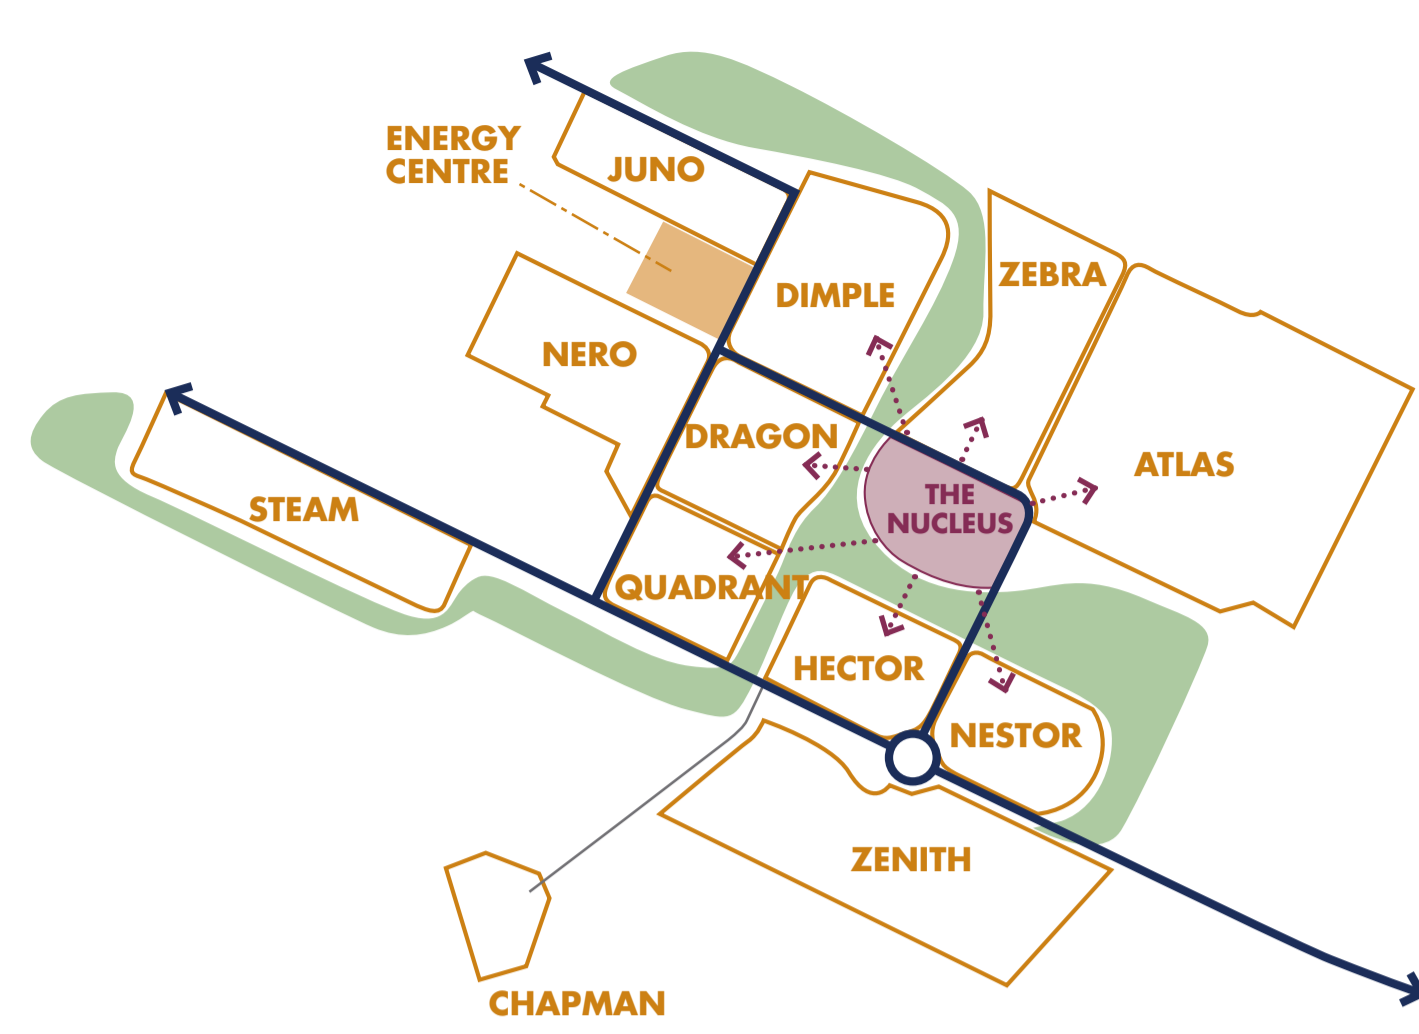 ENERGY
CENTRE
JUNO
ZEBRA
DIMPLE
NERO
DRAGON
ATLAS
THE
NUCLEUS
STEAM
QUADRANT
HECTOR
NESTOR
ZENITH
CHAPMAN